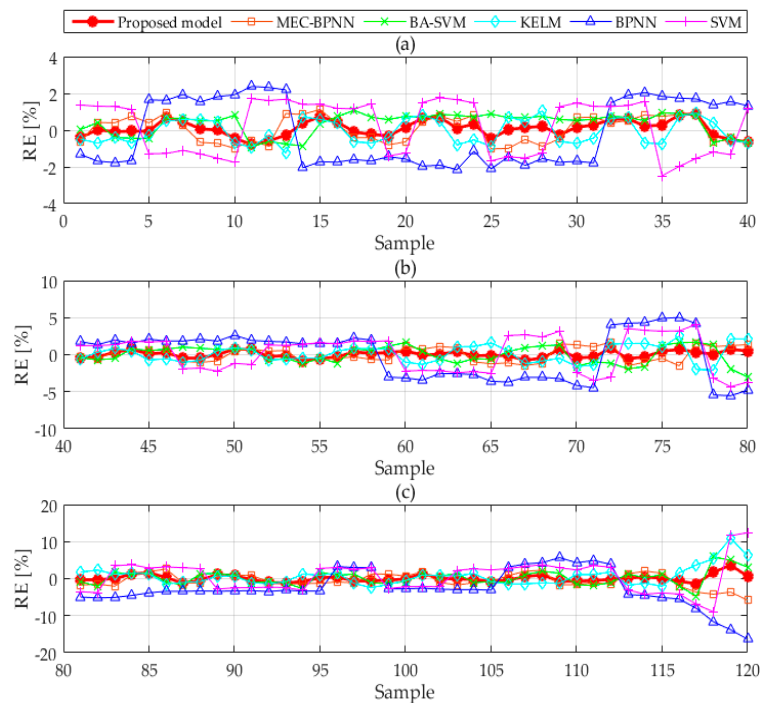 Proposed model MEC-BPNN BA-SVM KELM BPNN SVM
(a)
4
2
0
-2
-4
RE [%]
0 5 10 15 20 25 30 35 40
Sample
(b)
10
5
0
-5
-10
RE [%]
40 45 50 55 60 65 70 75 80
Sample
(c)
20
10
0
-10
-20
RE [%]
80 85 90 95 100 105 110 115 120
Sample